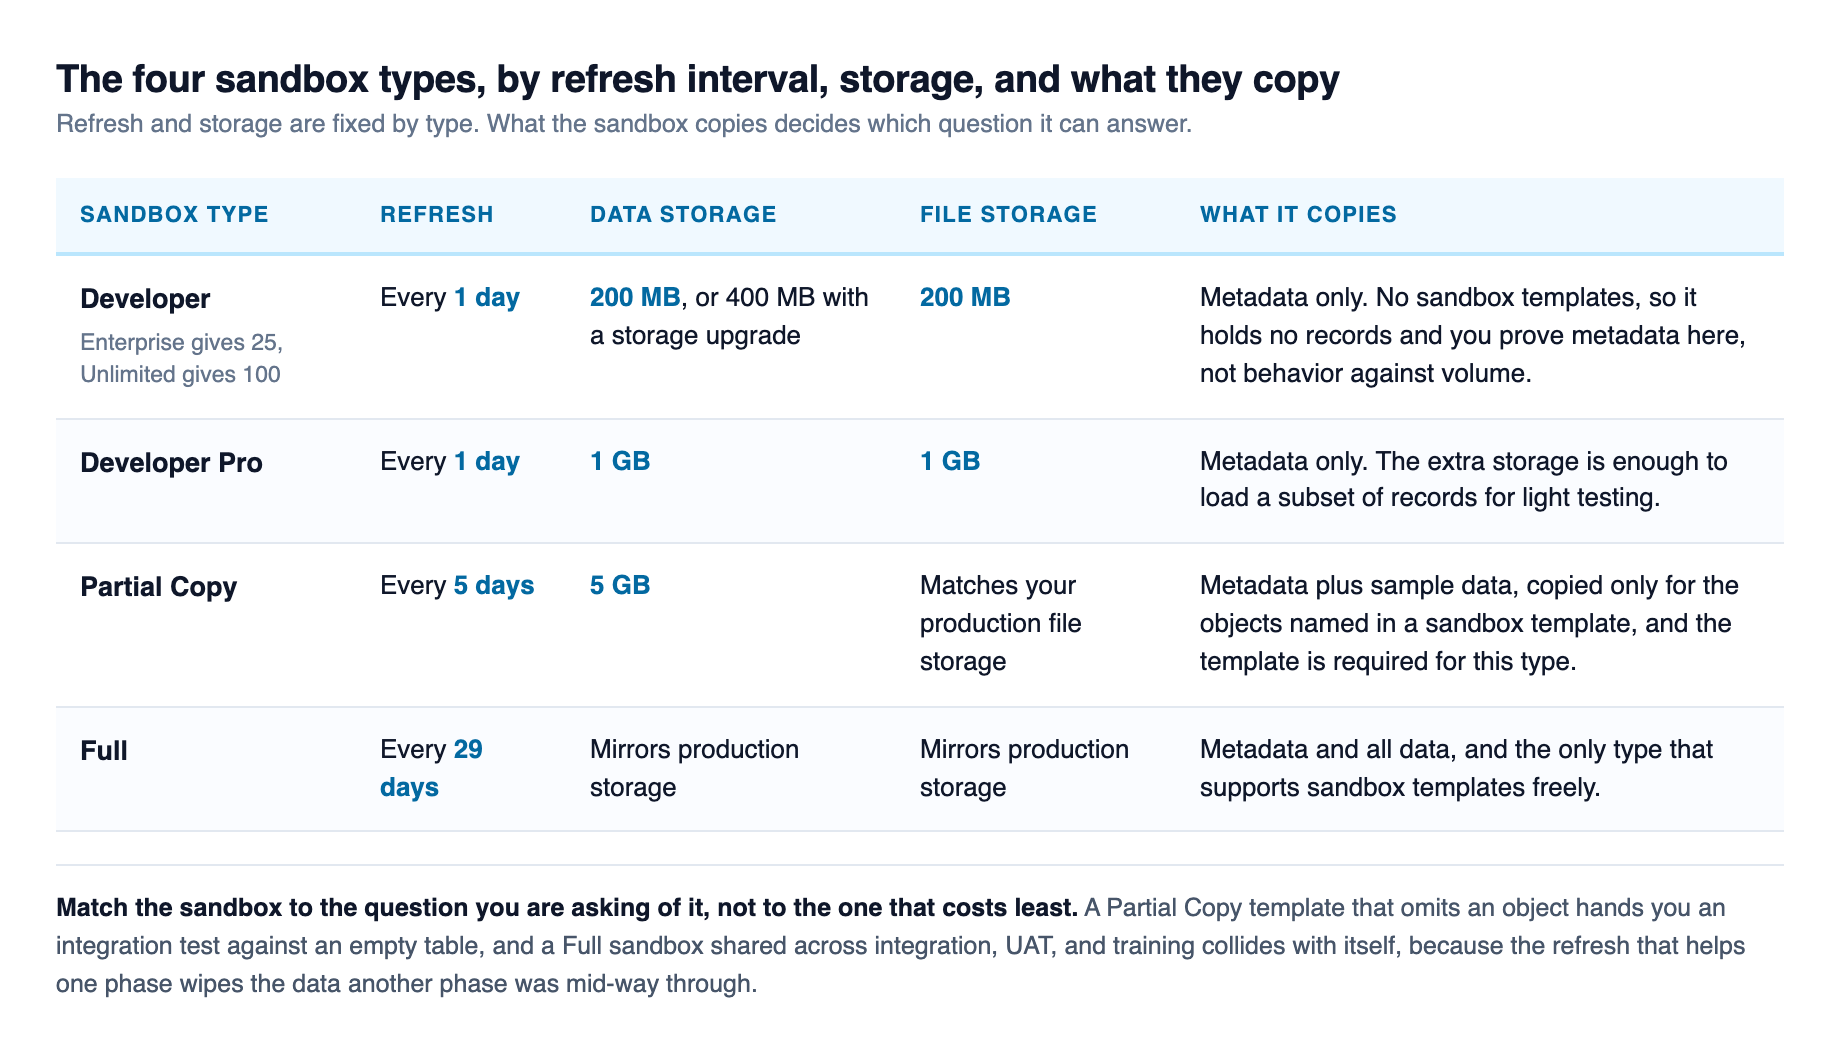 The four sandbox types, by refresh interval, storage, and what they copy
Refresh and storage are fixed by type. What the sandbox copies decides which question it can answer.
SANDBOX TYPE REFRESH DATA STORAGE FILE STORAGE WHAT IT COPIES
Developer
Enterprise gives 25,
Unlimited gives 100
Every 1 day
200 MB, or 400 MB with
a storage upgrade
200 MB
Metadata only. No sandbox templates, so it
holds no records and you prove metadata here,
not behavior against volume.
Developer Pro
Every 1 day
1 GB
1 GB
Metadata only. The extra storage is enough to
load a subset of records for light testing.
Partial Copy
Every 5 days
5 GB
Matches your
production file
storage
Metadata plus sample data, copied only for the
objects named in a sandbox template, and the
template is required for this type.
Full
Every 29
days
Mirrors production
storage
Mirrors production
storage
Metadata and all data, and the only type that
supports sandbox templates freely.
Match the sandbox to the question you are asking of it, not to the one that costs least. A Partial Copy template that omits an object hands you an
integration test against an empty table, and a Full sandbox shared across integration, UAT, and training collides with itself, because the refresh that helps
one phase wipes the data another phase was mid-way through.